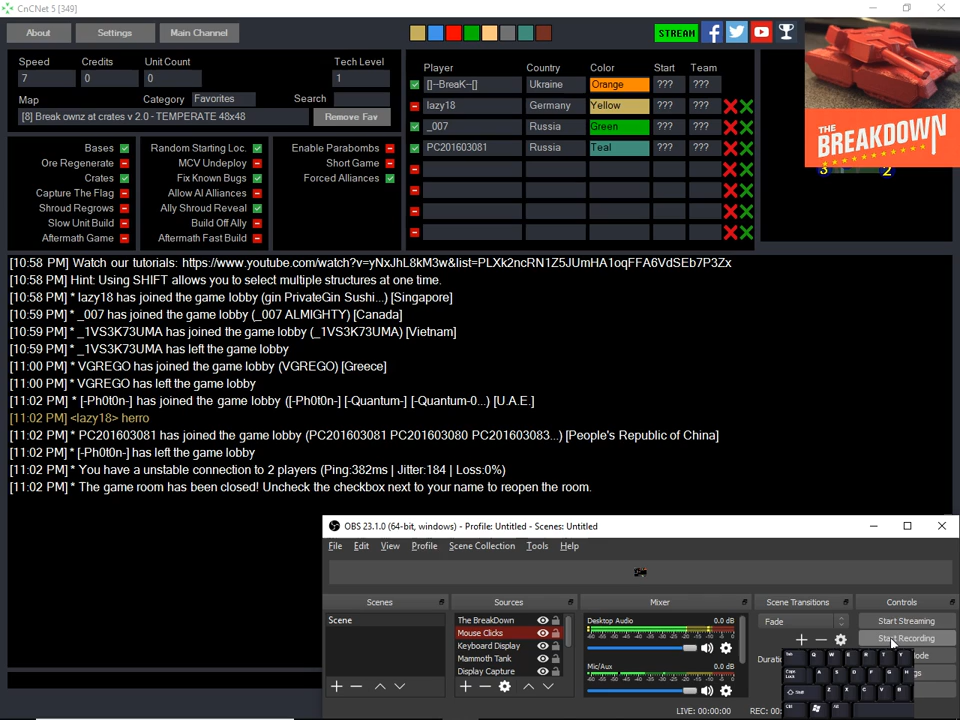 CnCNet 5 [349]
About
Settings
Main Channel
STREAM
Speed
Credits
Unit Count
Tech Level
7
0
0
1
Map
Category
Favorites
Search
[8] Break ownz at crates v 2.0 - TEMPERATE 48x48
Remove Fav
Bases
Ore Regenerate
Crates
Capture The Flag
Shroud Regrows
Slow Unit Build
Aftermath Game
Random Starting Loc.
MCV Undeploy
Fix Known Bugs
Allow AI Alliances
Ally Shroud Reveal
Build Off Ally
Aftermath Fast Build
Enable Parabombs
Short Game
Forced Alliances
Player Country Color Start Team
[]--BreaK--[] Ukraine Orange ??? ???
lazy18 Germany Yellow ??? ???
_007 Russia Green ??? ???
PC201603081 Russia Teal ??? ???
THE
BREAKDOWN
3 2
[10:58 PM] Watch our tutorials: https://www.youtube.com/watch?v=yNxJhL8kM3w&list=PLXk2ncRN1Z5JUmHA1oqFFA6VdSEb7P3Zx
[10:58 PM] Hint: Using SHIFT allows you to select multiple structures at one time.
[10:58 PM] * lazy18 has joined the game lobby (gin PrivateGin Sushi...) [Singapore]
[10:59 PM] * _007 has joined the game lobby (_007 ALMIGHTY) [Canada]
[10:59 PM] * _1VS3K73UMA has joined the game lobby (_1VS3K73UMA) [Vietnam]
[10:59 PM] * _1VS3K73UMA has left the game lobby
[11:00 PM] * VGREGO has joined the game lobby (VGREGO) [Greece]
[11:00 PM] * VGREGO has left the game lobby
[11:02 PM] * [-Ph0t0n-] has joined the game lobby ([-Ph0t0n-] [-Quantum-] [-Quantum-0...) [U.A.E.]
[11:02 PM] <lazy18> herro
[11:02 PM] * PC201603081 has joined the game lobby (PC201603081 PC201603080 PC201603083...) [People's Republic of China]
[11:02 PM] * [-Ph0t0n-] has left the game lobby
[11:02 PM] * You have a unstable connection to 2 players (Ping:382ms | Jitter:184 | Loss:0%)
[11:02 PM] * The game room has been closed! Uncheck the checkbox next to your name to reopen the room.
OBS 23.1.0 (64-bit, windows) - Profile: Untitled - Scenes: Untitled
File Edit View Profile Scene Collection Tools Help
Scenes
Sources
Mixer
Scene Transitions
Controls
Scene
The BreakDown
Mouse Clicks
Keyboard Display
Mammoth Tank
Display Capture
Desktop Audio 0.0 dB
Mic/Aux 0.0 dB
Fade
Start Streaming
Start Recording
LIVE: 00:00:00